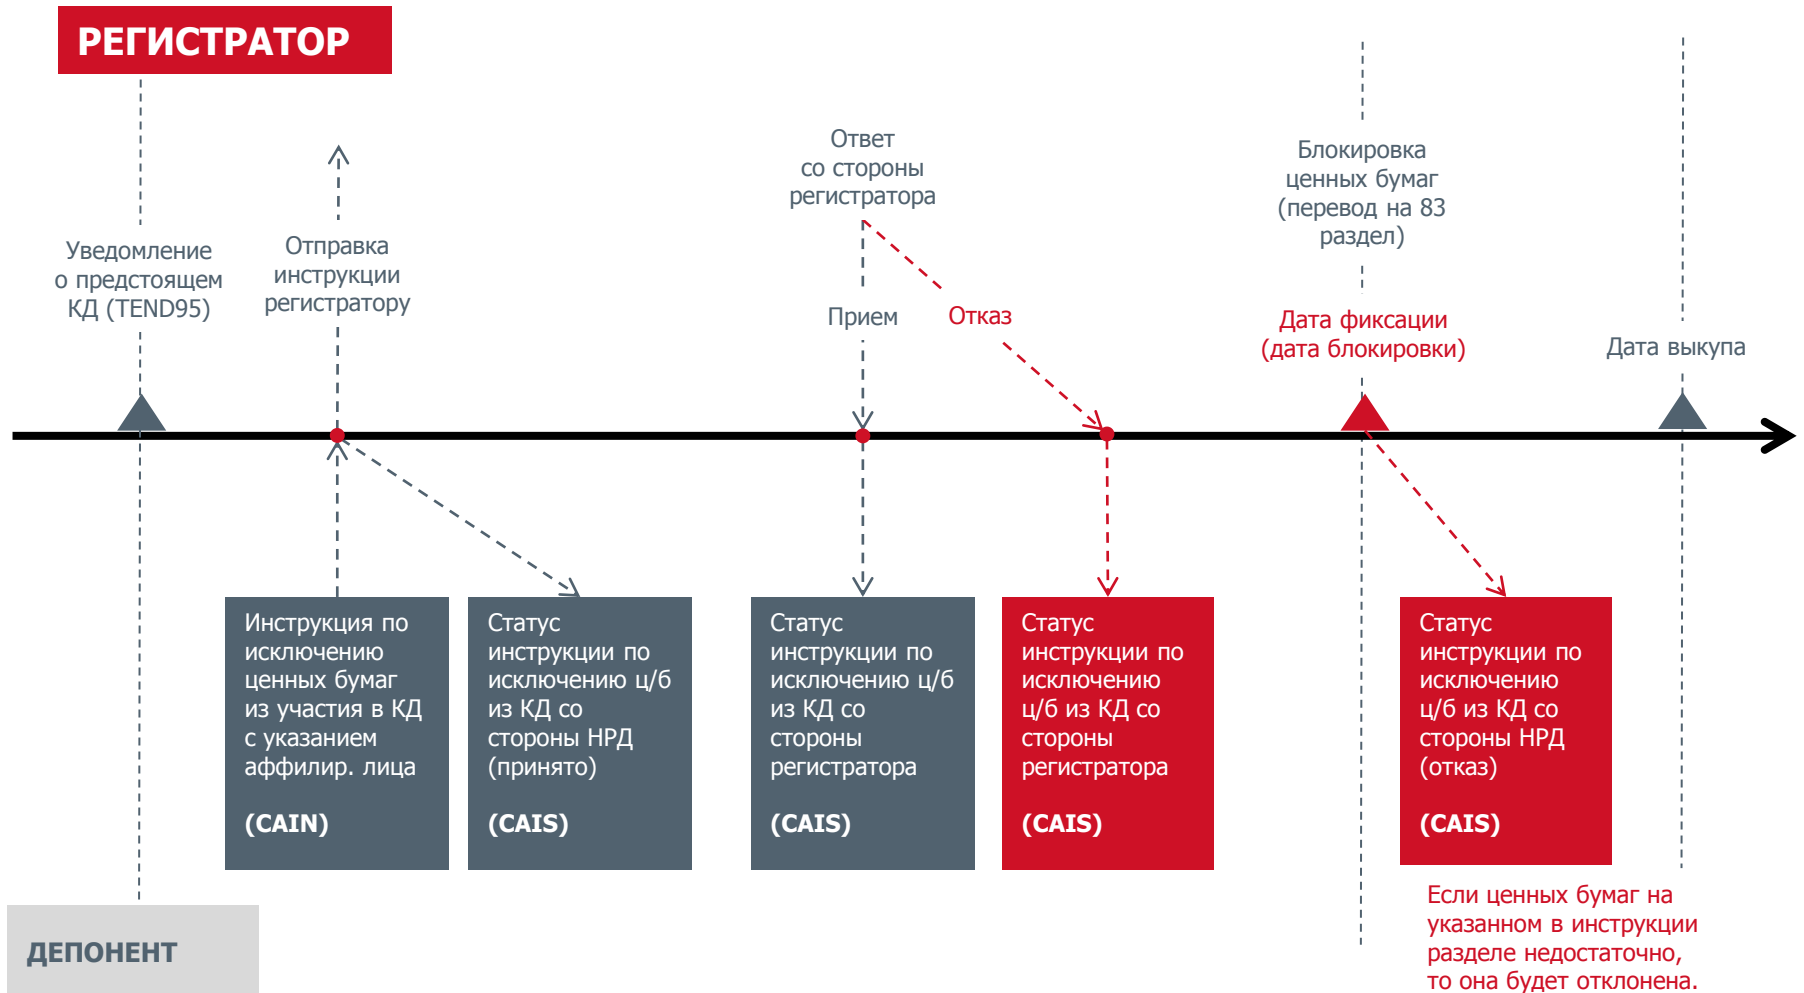 РЕГИСТРАТОР
Уведомление
о предстоящем
КД (TEND95)
Отправка
инструкции
регистратору
Ответ
со стороны
регистратора
Прием
Отказ
Блокировка
ценных бумаг
(перевод на 83
раздел)
Дата фиксации
(дата блокировки)
Дата выкупа
Инструкция по
исключению
ценных бумаг
из участия в КД
с указанием
аффилир. лица
(CAIN)
Статус
инструкции по
исключению ц/б
из КД со
стороны НРД
(принято)
(CAIS)
Статус
инструкции по
исключению ц/б
из КД со
стороны
регистратора
(CAIS)
Статус
инструкции по
исключению
ц/б из КД со
стороны
регистратора
(CAIS)
Статус
инструкции по
исключению
ц/б из КД со
стороны НРД
(отказ)
(CAIS)
Если ценных бумаг на
указанном в инструкции
разделе недостаточно,
то она будет отклонена.
ДЕПОНЕНТ